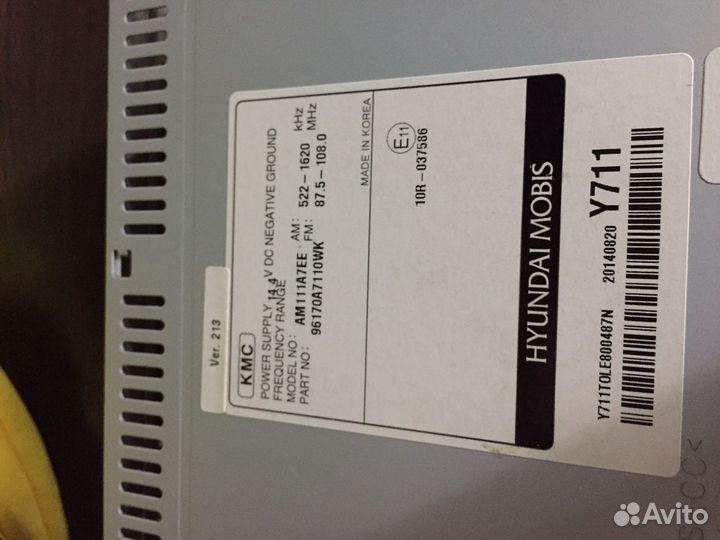 Ver. 213
KMC
POWER SUPPLY 14.4V DC NEGATIVE GROUND
FREQUENCY RANGE AM: 522-1620 kHz
MODEL NO: AM111A7EE FM: 87.5-108.0 MHz
PART NO: 96170A7110WK
MADE IN KOREA
E11
10R-037586
HYUNDAI MOBIS
Y711TOLE800487N 20140820 Y711
Avito